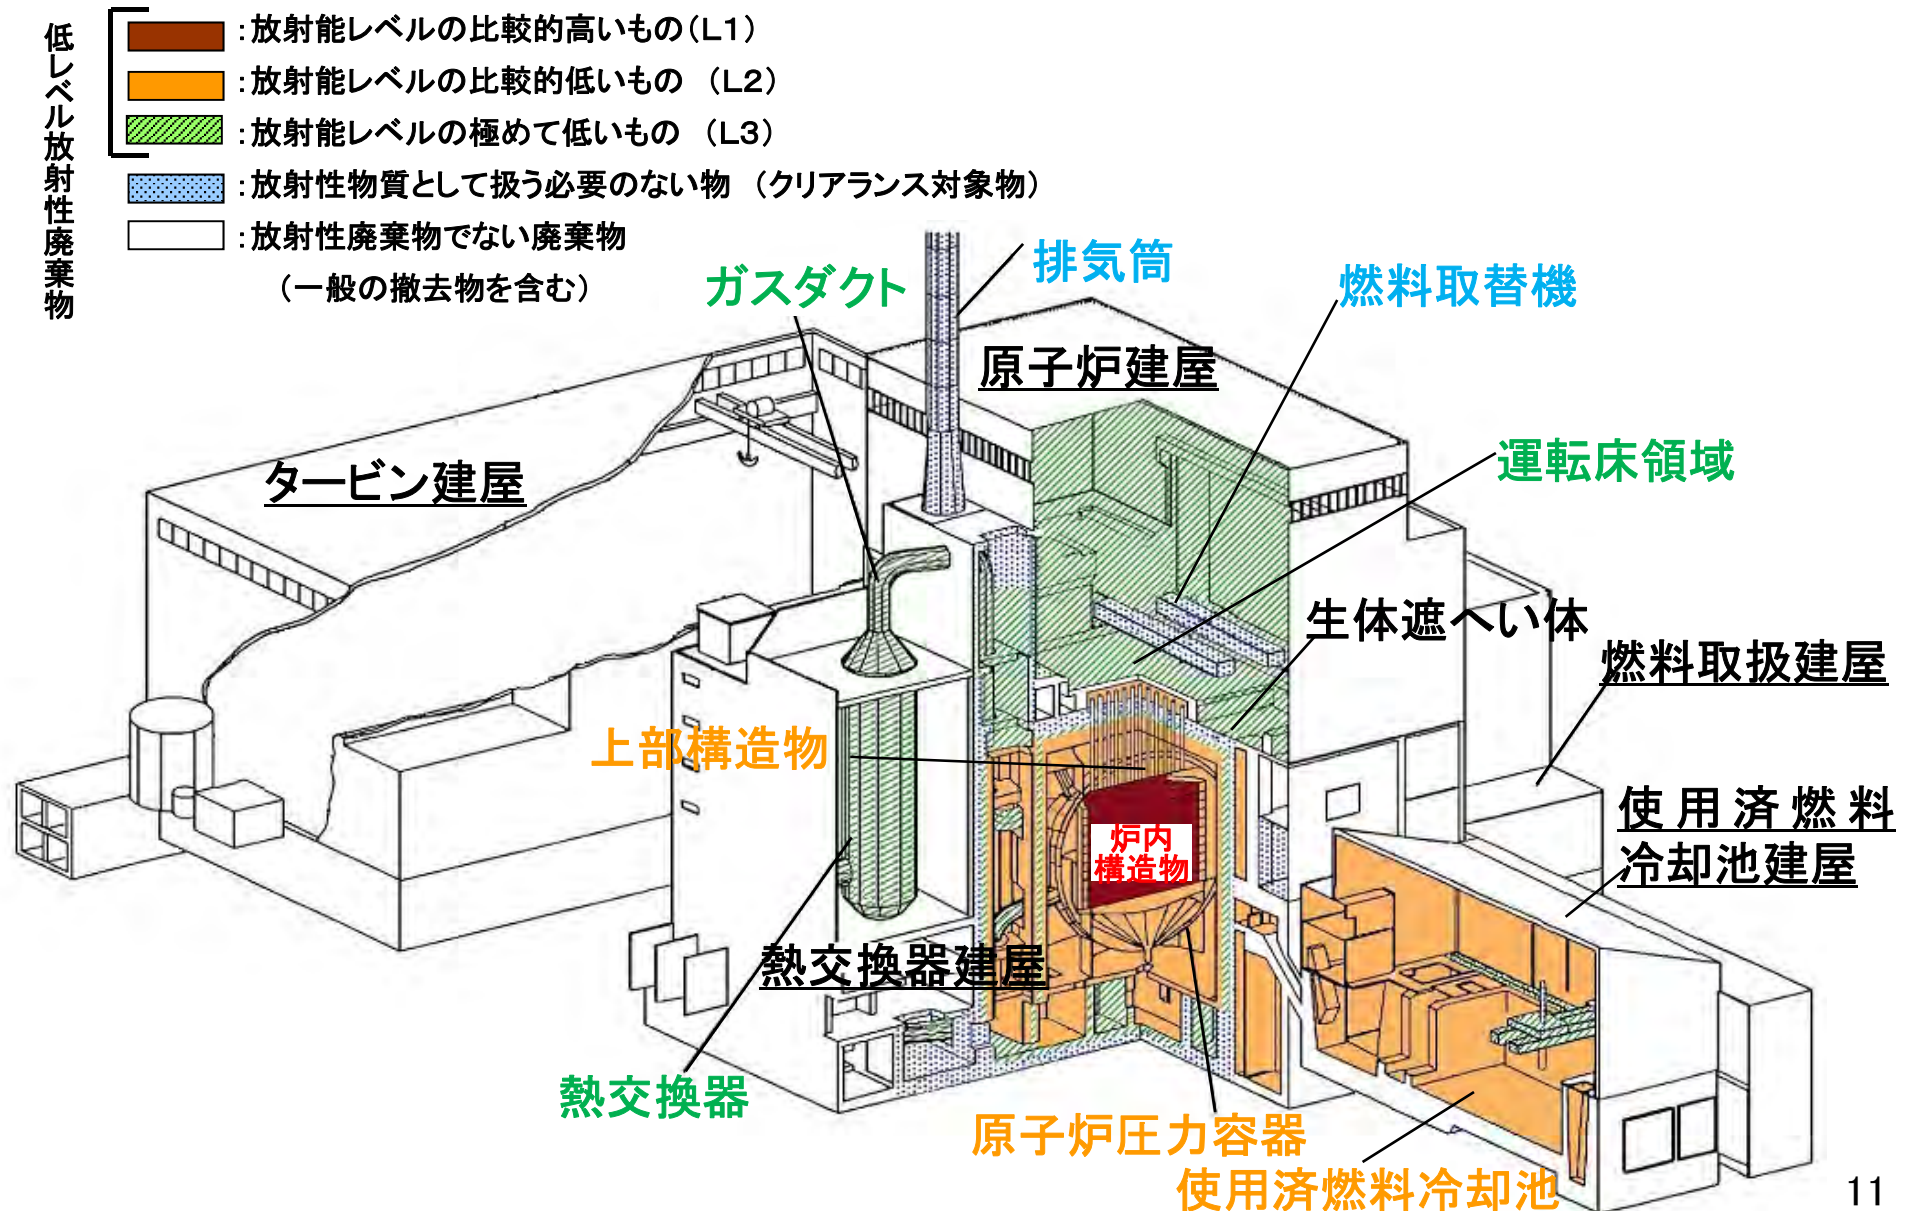 低レベル放射性廃棄物
:放射能レベルの比較的高いもの(L1)
:放射能レベルの比較的低いもの (L2)
:放射能レベルの極めて低いもの (L3)
:放射性物質として扱う必要のない物 (クリアランス対象物)
:放射性廃棄物でない廃棄物
(一般の撤去物を含む)
ガスダクト
排気筒
燃料取替機
原子炉建屋
タービン建屋
運転床領域
生体遮へい体
燃料取扱建屋
上部構造物
使用済燃料
冷却池建屋
炉内
構造物
熱交換器建屋
熱交換器
原子炉圧力容器
使用済燃料冷却池
11